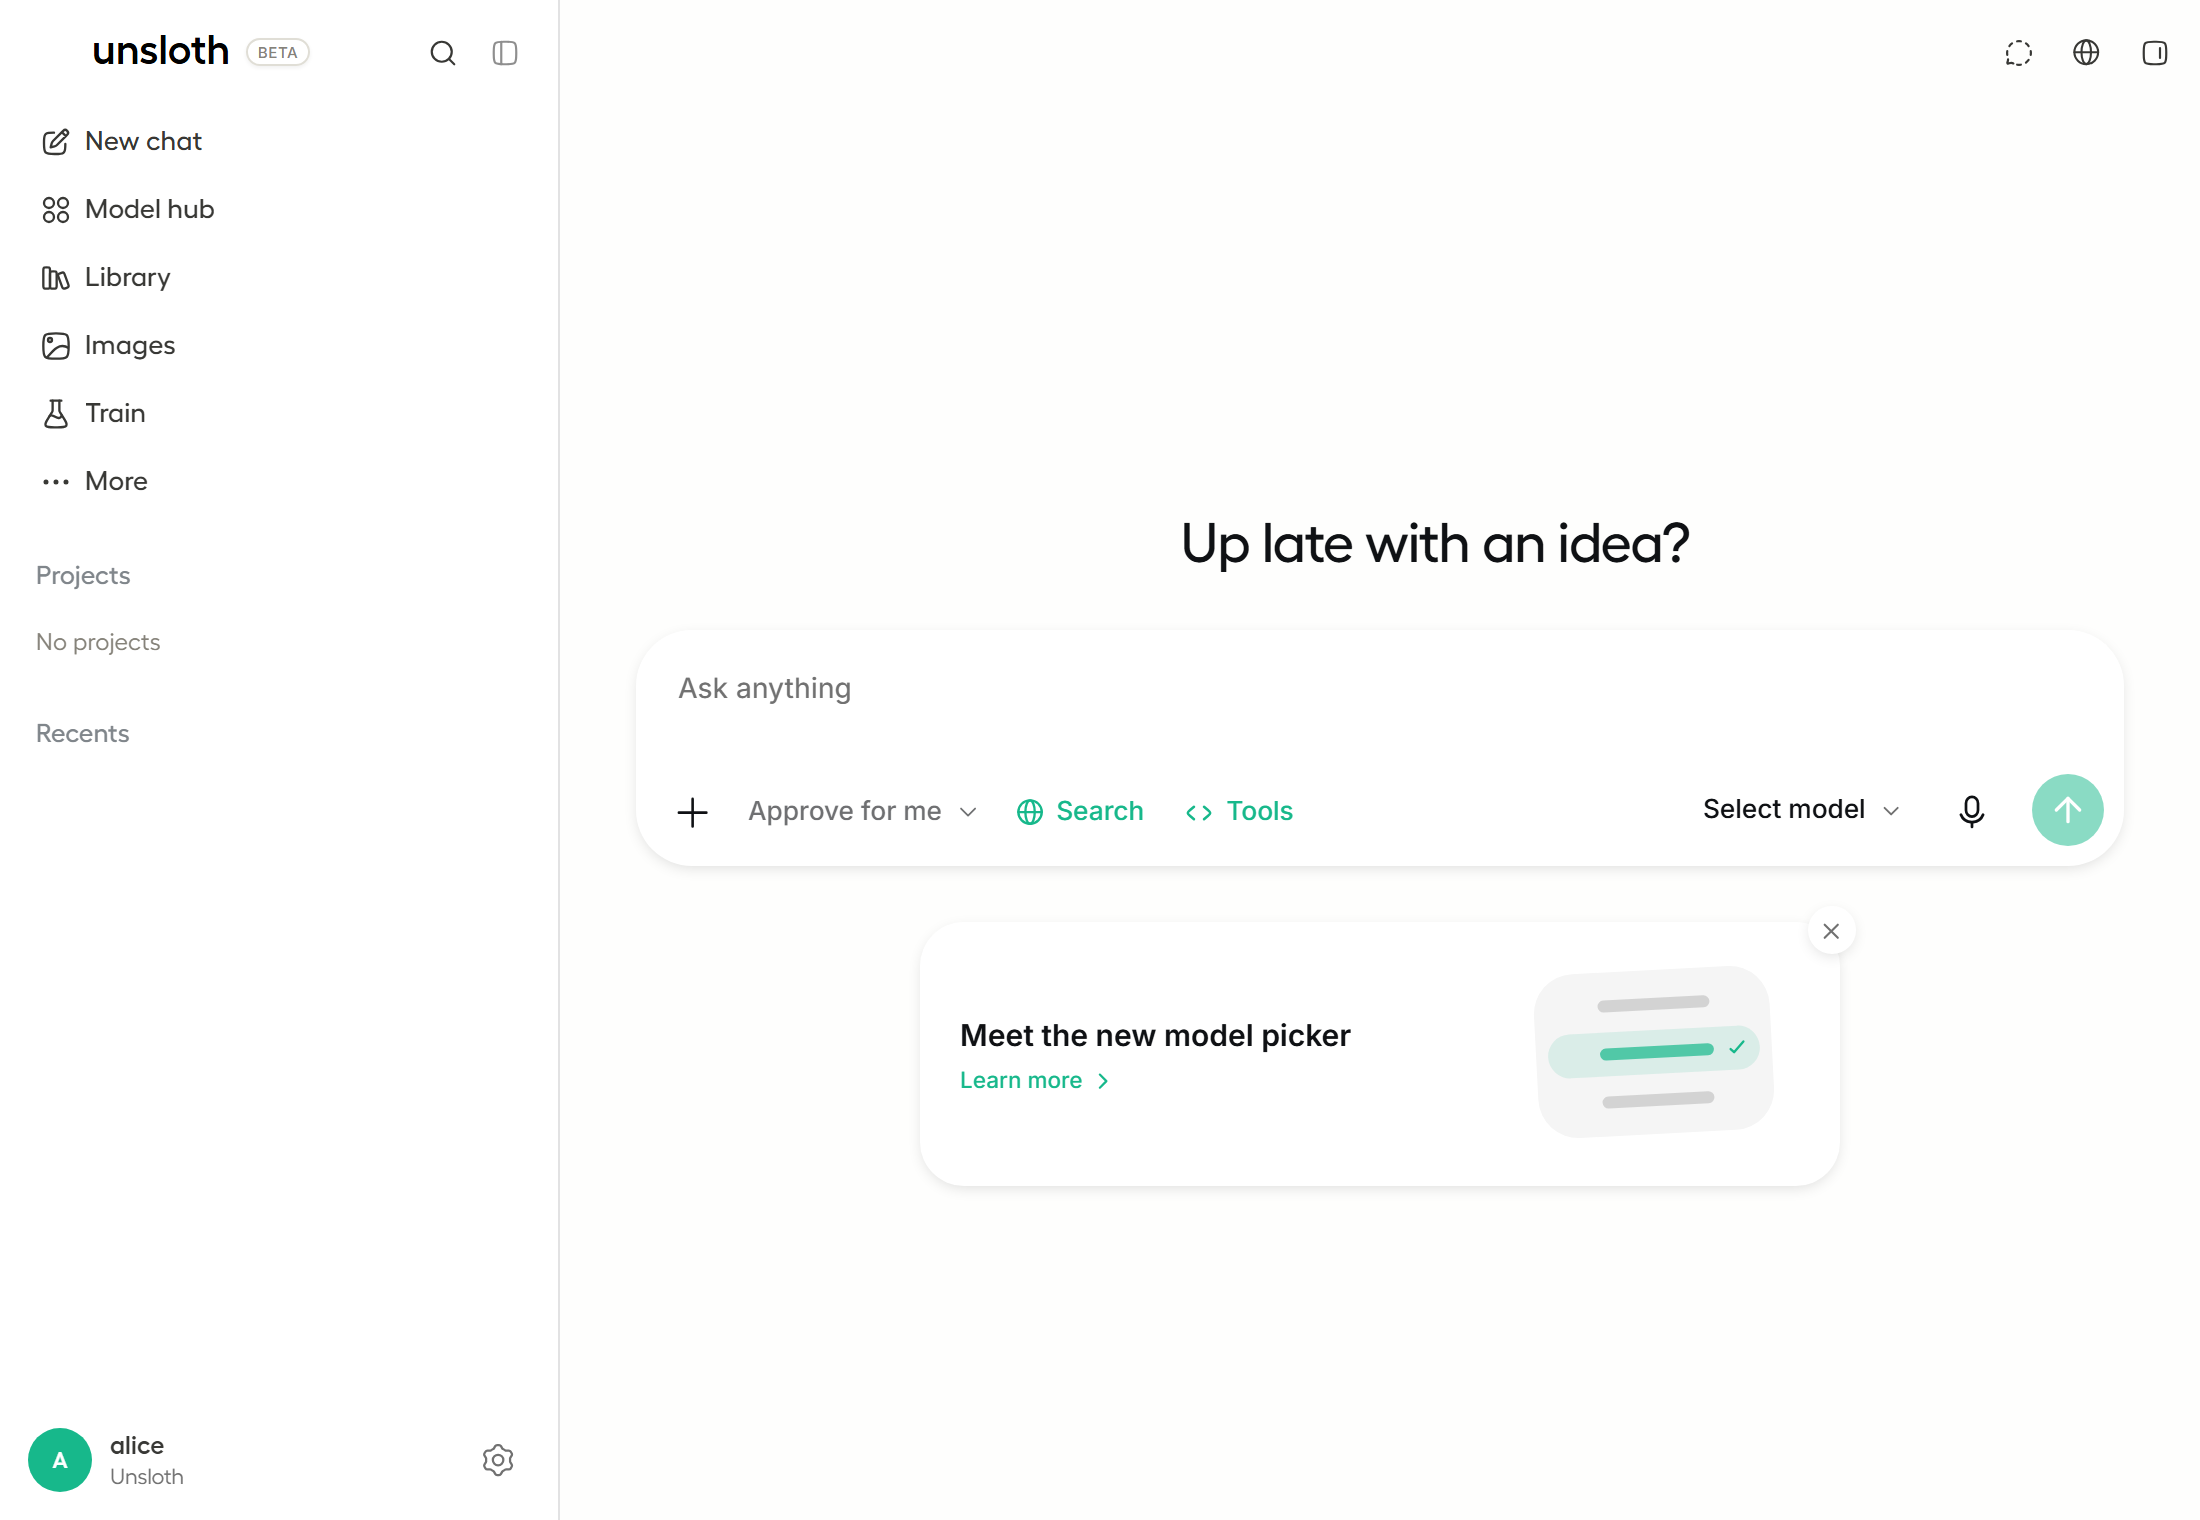 unsloth BETA
New chat
Model hub
Library
Images
Train
More
Projects
No projects
Recents
alice
A
Unsloth
Up late with an idea?
Ask anything
Approve for me
Search
Tools
Select model
Meet the new model picker
Learn more